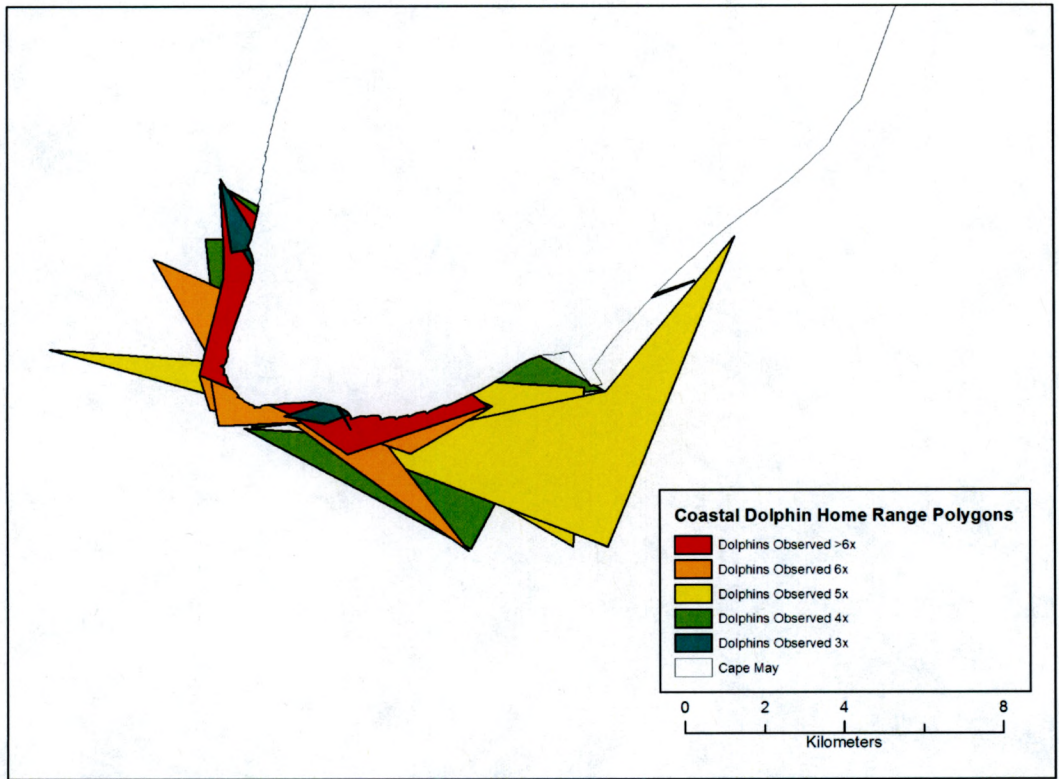 Coastal Dolphin Home Range Polygons
Dolphins Observed >6x
Dolphins Observed 6x
Dolphins Observed 5x
Dolphins Observed 4x
Dolphins Observed 3x
Cape May
0 2 4 8
Kilometers